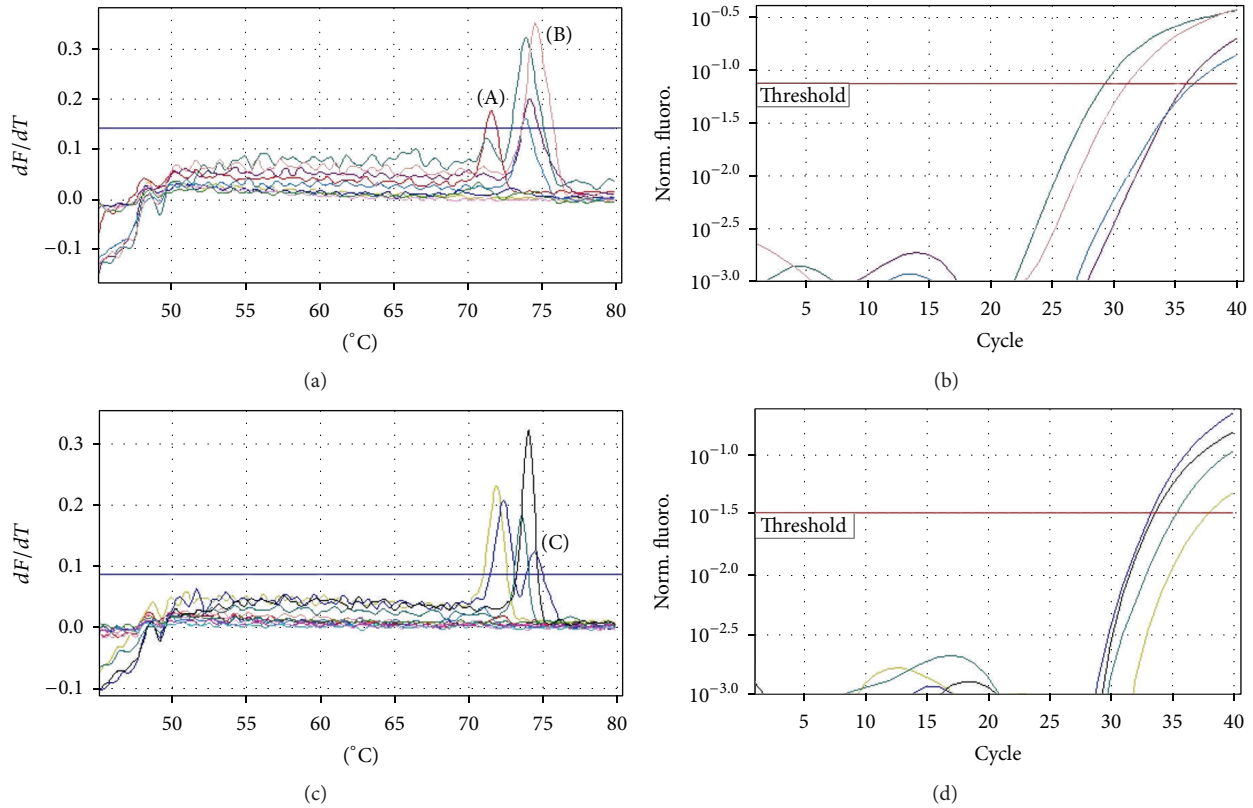 0.3
0.2
0.1
0.0
−0.1
dF/dT
(A)
(B)
50 55 60 65 70 75 80
(°C)
(a)
10^−0.5
10^−1.0
10^−1.5
10^−2.0
10^−2.5
10^−3.0
Norm. fluoro.
Threshold
5 10 15 20 25 30 35 40
Cycle
(b)
0.3
0.2
0.1
0.0
−0.1
dF/dT
(C)
50 55 60 65 70 75 80
(°C)
(c)
10^−1.0
10^−1.5
10^−2.0
10^−2.5
10^−3.0
Norm. fluoro.
Threshold
5 10 15 20 25 30 35 40
Cycle
(d)